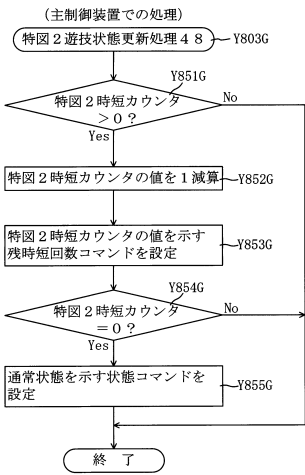 (主制御装置での処理)
特図2遊技状態更新処理48
Y803G
Y851G
特図2時短カウンタ
>0?
No
Yes
特図2時短カウンタの値を1減算
Y852G
特図2時短カウンタの値を示す
残時短回数コマンドを設定
Y853G
Y854G
特図2時短カウンタ
=0?
No
Yes
通常状態を示す状態コマンドを
設定
Y855G
終 了